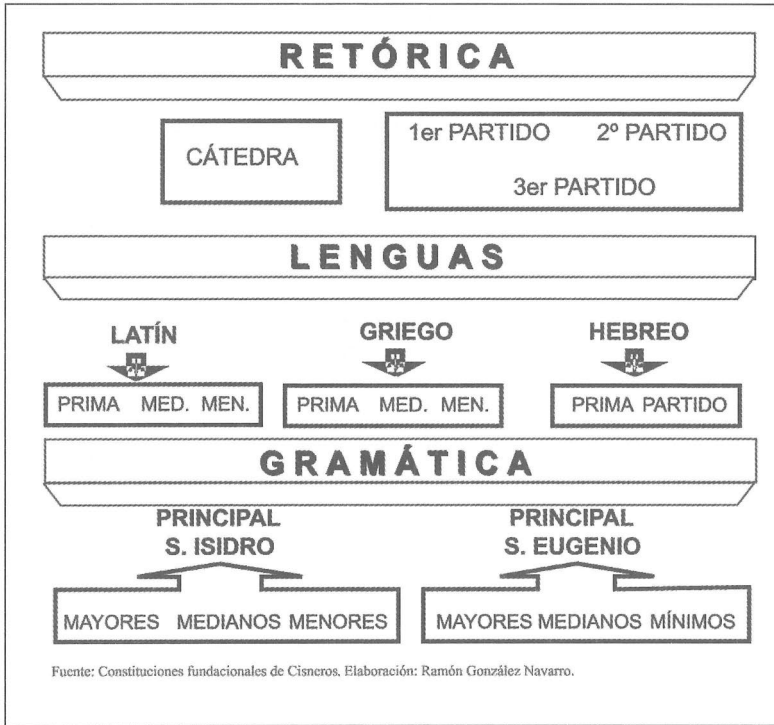 RETÓRICA
CÁTEDRA
1er PARTIDO 2º PARTIDO
3er PARTIDO
LENGUAS
LATÍN GRIEGO HEBREO
PRIMA MED. MEN. PRIMA MED. MEN. PRIMA PARTIDO
GRAMÁTICA
PRINCIPAL PRINCIPAL
S. ISIDRO S. EUGENIO
MAYORES MEDIANOS MENORES MAYORES MEDIANOS MÍNIMOS
Fuente: Constituciones fundacionales de Cisneros. Elaboración: Ramón González Navarro.